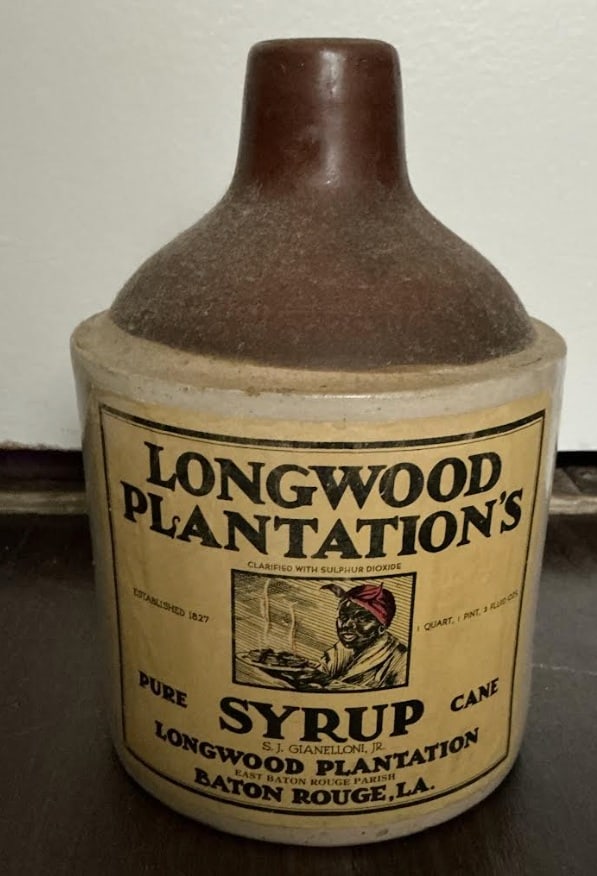 LONGWOOD
PLANTATION'S
CLARIFIED WITH SULPHUR DIOXIDE
ESTABLISHED 1827
1 QUART, 1 PINT, 2 FLUID OZS.
PURE
SYRUP
CANE
S. J. GIANELLONI, JR.
LONGWOOD PLANTATION
EAST BATON ROUGE PARISH
BATON ROUGE, LA.